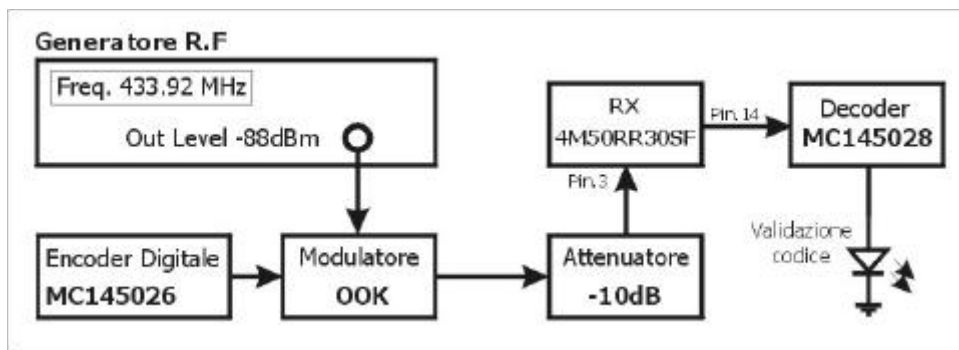 Generatore R.F
Freq. 433.92 MHz
Out Level -88dBm
RX
4M50RR30SF
Pin. 14
Decoder
MC145028
Pin.3
Encoder Digitale
MC145026
Modulatore
OOK
Attenuatore
-10dB
Validazione
codice